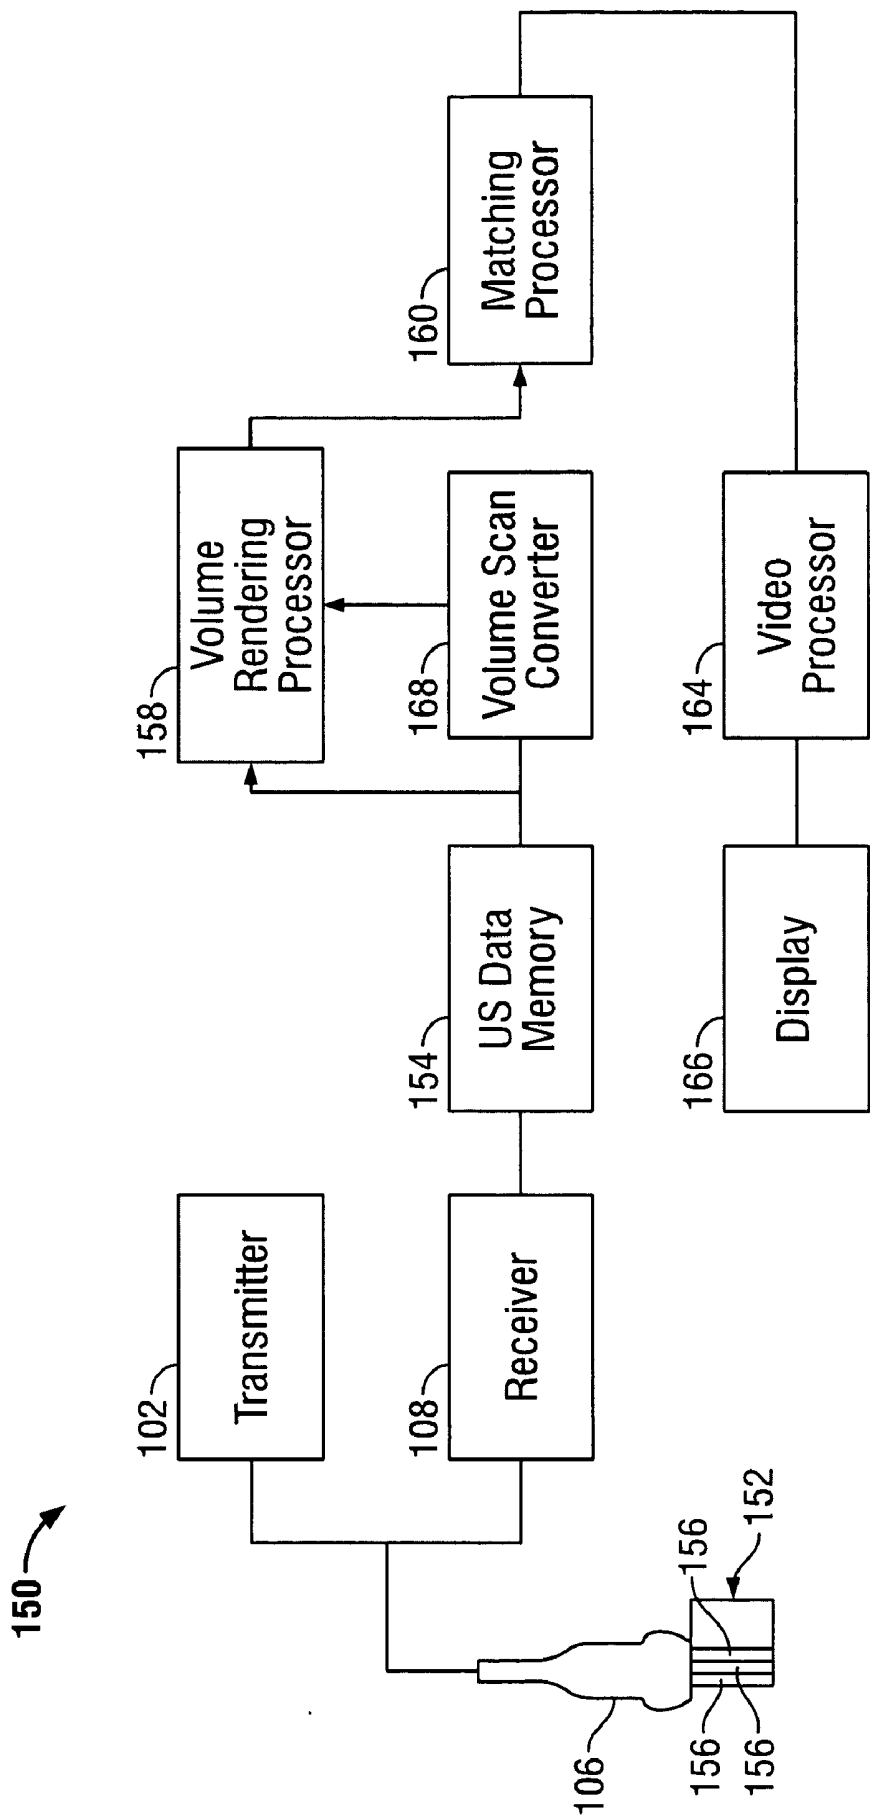 150
102
Transmitter
158
Volume
Rendering
Processor
108
Receiver
154
US Data
Memory
168
Volume Scan
Converter
160
Matching
Processor
106
156
156
156
152
166
Display
164
Video
Processor